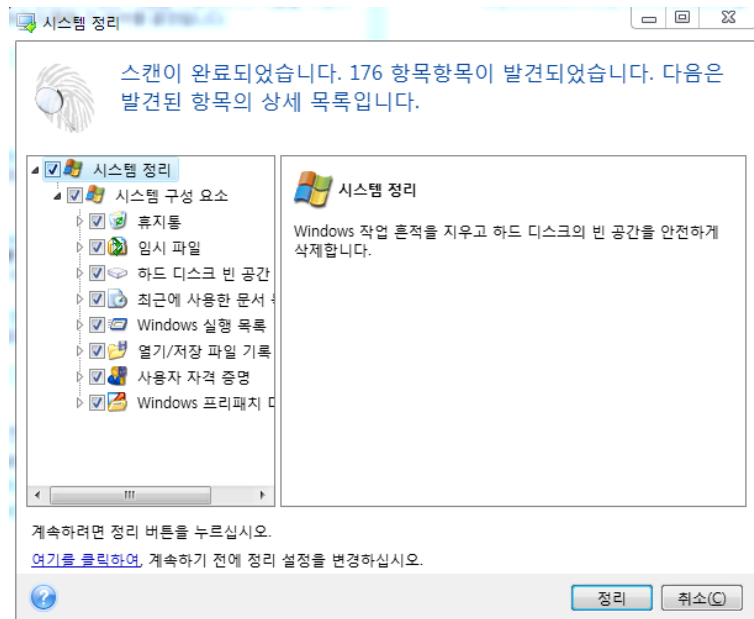 시스템 정리
스캔이 완료되었습니다. 176 항목항목이 발견되었습니다. 다음은
발견된 항목의 상세 목록입니다.
시스템 정리
시스템 구성 요소
휴지통
임시 파일
하드 디스크 빈 공간
최근에 사용한 문서
Windows 실행 목록
열기/저장 파일 기록
사용자 자격 증명
Windows 프리패치
시스템 정리
Windows 작업 흔적을 지우고 하드 디스크의 빈 공간을 안전하게
삭제합니다.
계속하려면 정리 버튼을 누르십시오.
여기를 클릭하여, 계속하기 전에 정리 설정을 변경하십시오.
정리
취소(C)